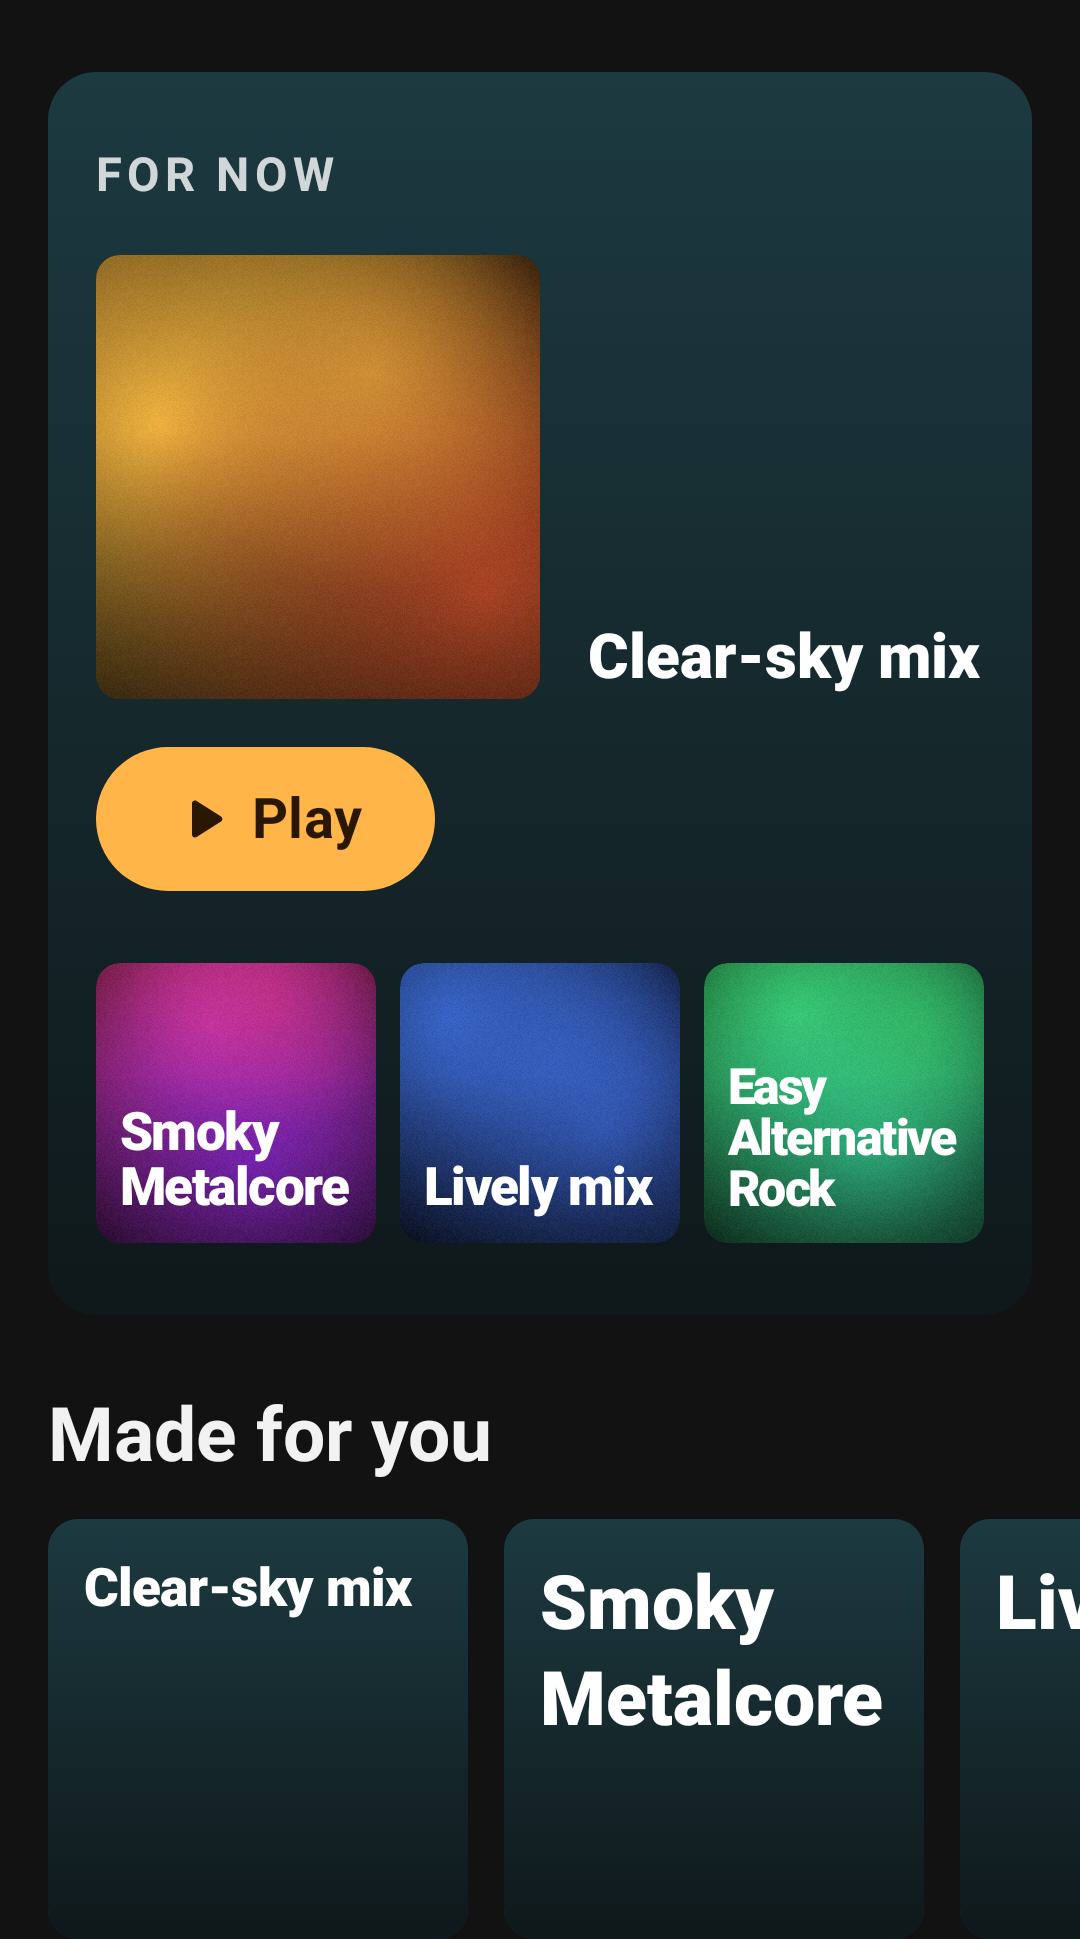 FOR NOW
Clear-sky mix
Play
Smoky
Metalcore
Lively mix
Easy
Alternative
Rock
Made for you
Clear-sky mix
Smoky
Metalcore